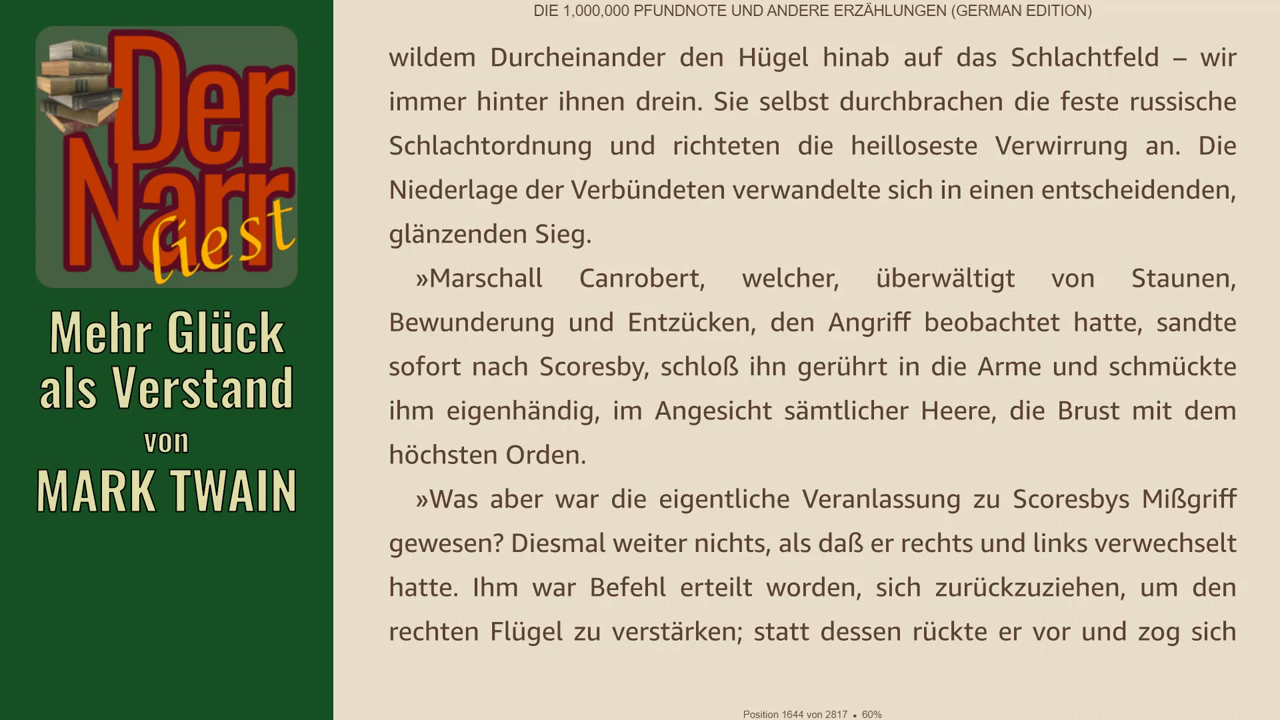 Der
Narr
liest
Mehr Glück
als Verstand
von
MARK TWAIN
DIE 1,000,000 PFUNDNOTE UND ANDERE ERZÄHLUNGEN (GERMAN EDITION)
wildem Durcheinander den Hügel hinab auf das Schlachtfeld – wir
immer hinter ihnen drein. Sie selbst durchbrachen die feste russische
Schlachtordnung und richteten die heilloseste Verwirrung an. Die
Niederlage der Verbündeten verwandelte sich in einen entscheidenden,
glänzenden Sieg.
»Marschall Canrobert, welcher, überwältigt von Staunen,
Bewunderung und Entzücken, den Angriff beobachtet hatte, sandte
sofort nach Scoresby, schloß ihn gerührt in die Arme und schmückte
ihm eigenhändig, im Angesicht sämtlicher Heere, die Brust mit dem
höchsten Orden.
»Was aber war die eigentliche Veranlassung zu Scoresbys Mißgriff
gewesen? Diesmal weiter nichts, als daß er rechts und links verwechselt
hatte. Ihm war Befehl erteilt worden, sich zurückzuziehen, um den
rechten Flügel zu verstärken; statt dessen rückte er vor und zog sich
Position 1644 von 2817 • 60%